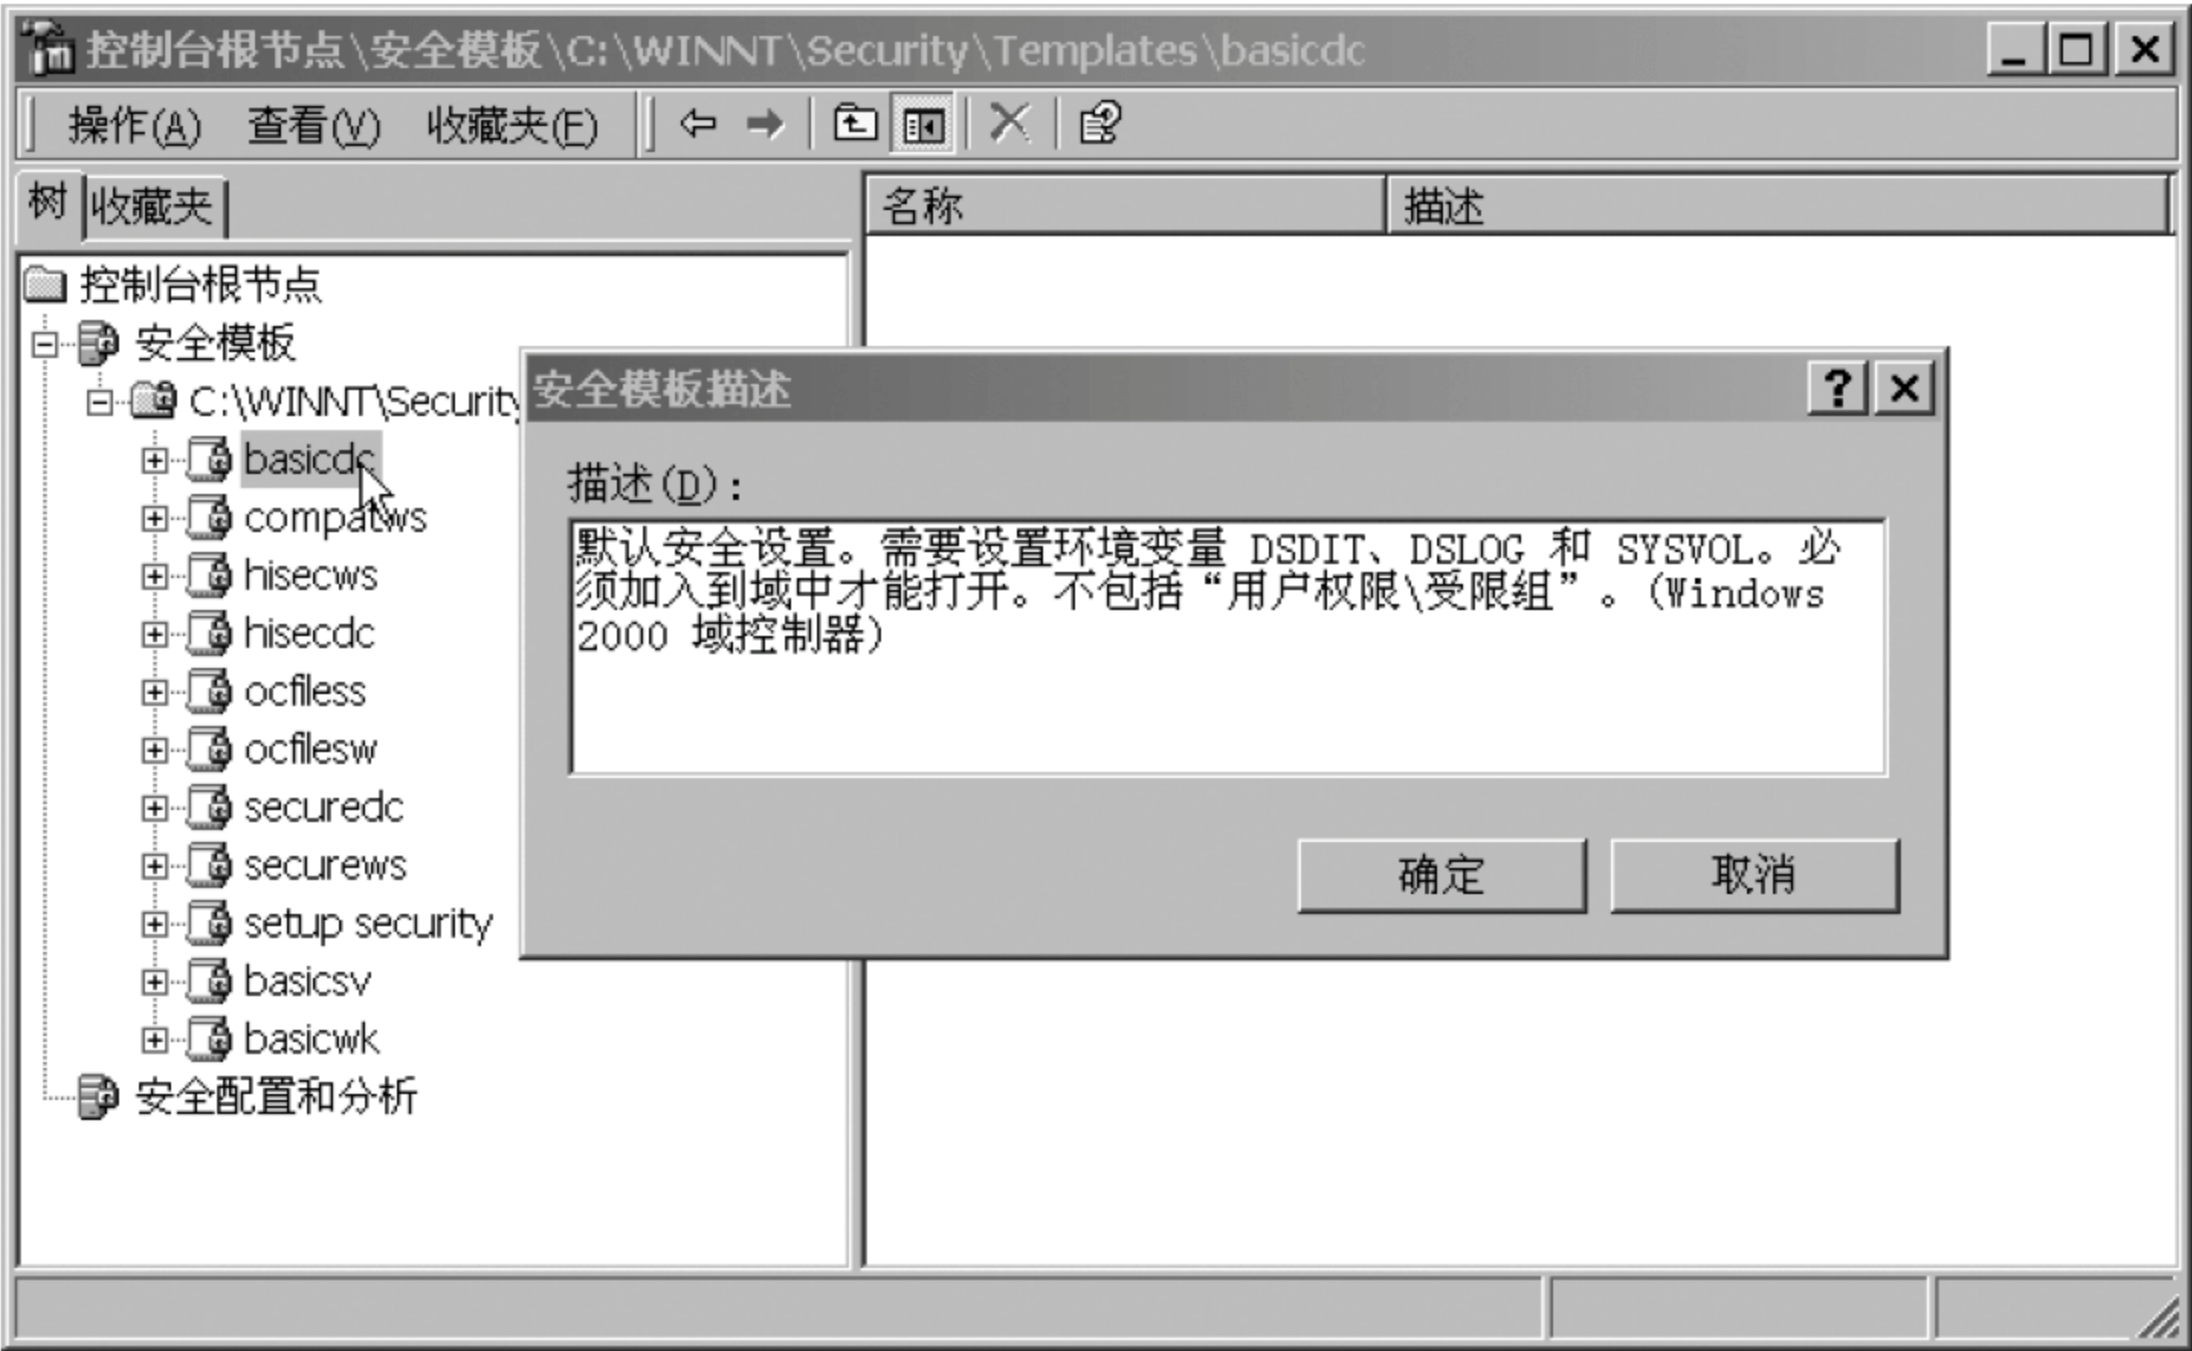 控制台根节点\安全模板\C:\WINNT\Security\Templates\basicdc
操作(A) 查看(V) 收藏夹(F)
树 收藏夹
名称 描述
控制台根节点
安全模板
C:\WINNT\Security
basicdc
compatws
hisecws
hisecdc
ocfiless
ocfilesw
securedc
securews
setup security
basicsv
basicwk
安全配置和分析
安全模板描述
描述(D):
默认安全设置。需要设置环境变量 DSDIT、DSLOG 和 SYSVOL。必
须加入到域中才能打开。不包括“用户权限\受限组”。(Windows
2000 域控制器)
确定 取消